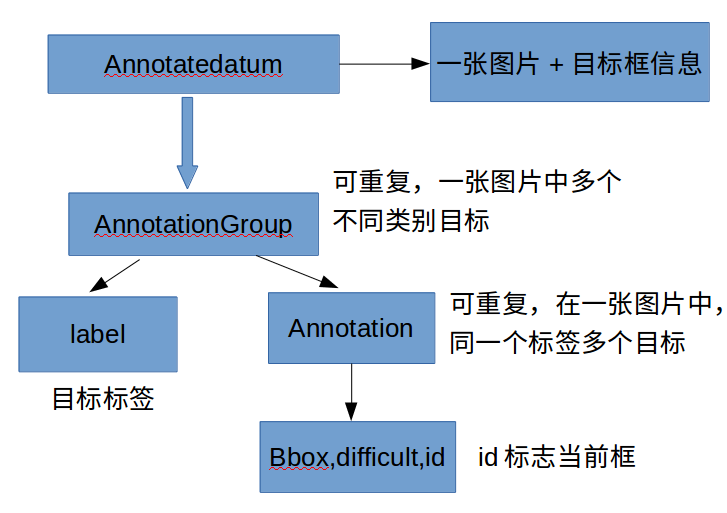 Annotatedatum
一张图片 + 目标框信息
可重复，一张图片中多个
不同类别目标
AnnotationGroup
label
目标标签
Annotation
可重复，在一张图片中，
同一个标签多个目标
Bbox,difficult,id
id 标志当前框